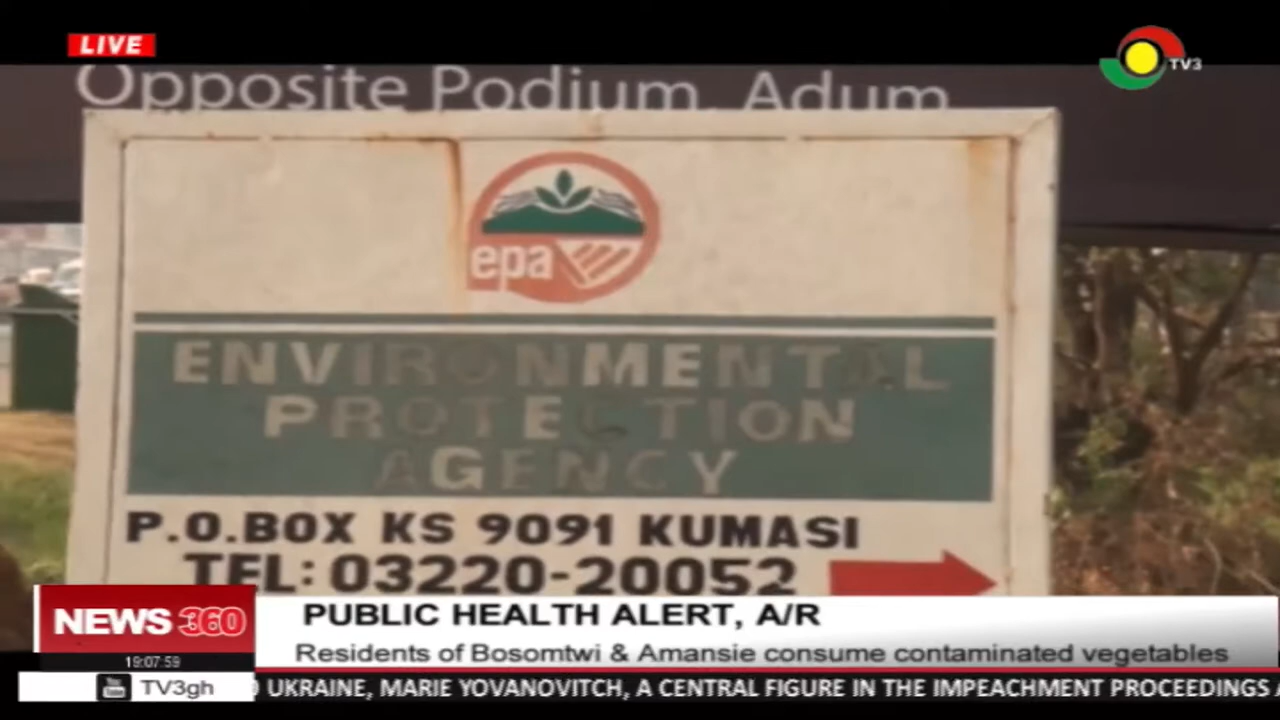 LIVE
TV3
Opposite Podium, Adum
epa
ENVIRONMENTAL
PROTECTION
AGENCY
P.O.BOX KS 9091 KUMASI
TEL: 03220-20052
NEWS 360
PUBLIC HEALTH ALERT, A/R
Residents of Bosomtwi & Amansie consume contaminated vegetables
19:07:59
You Tube TV3gh
UKRAINE, MARIE YOVANOVITCH, A CENTRAL FIGURE IN THE IMPEACHMENT PROCEEDINGS